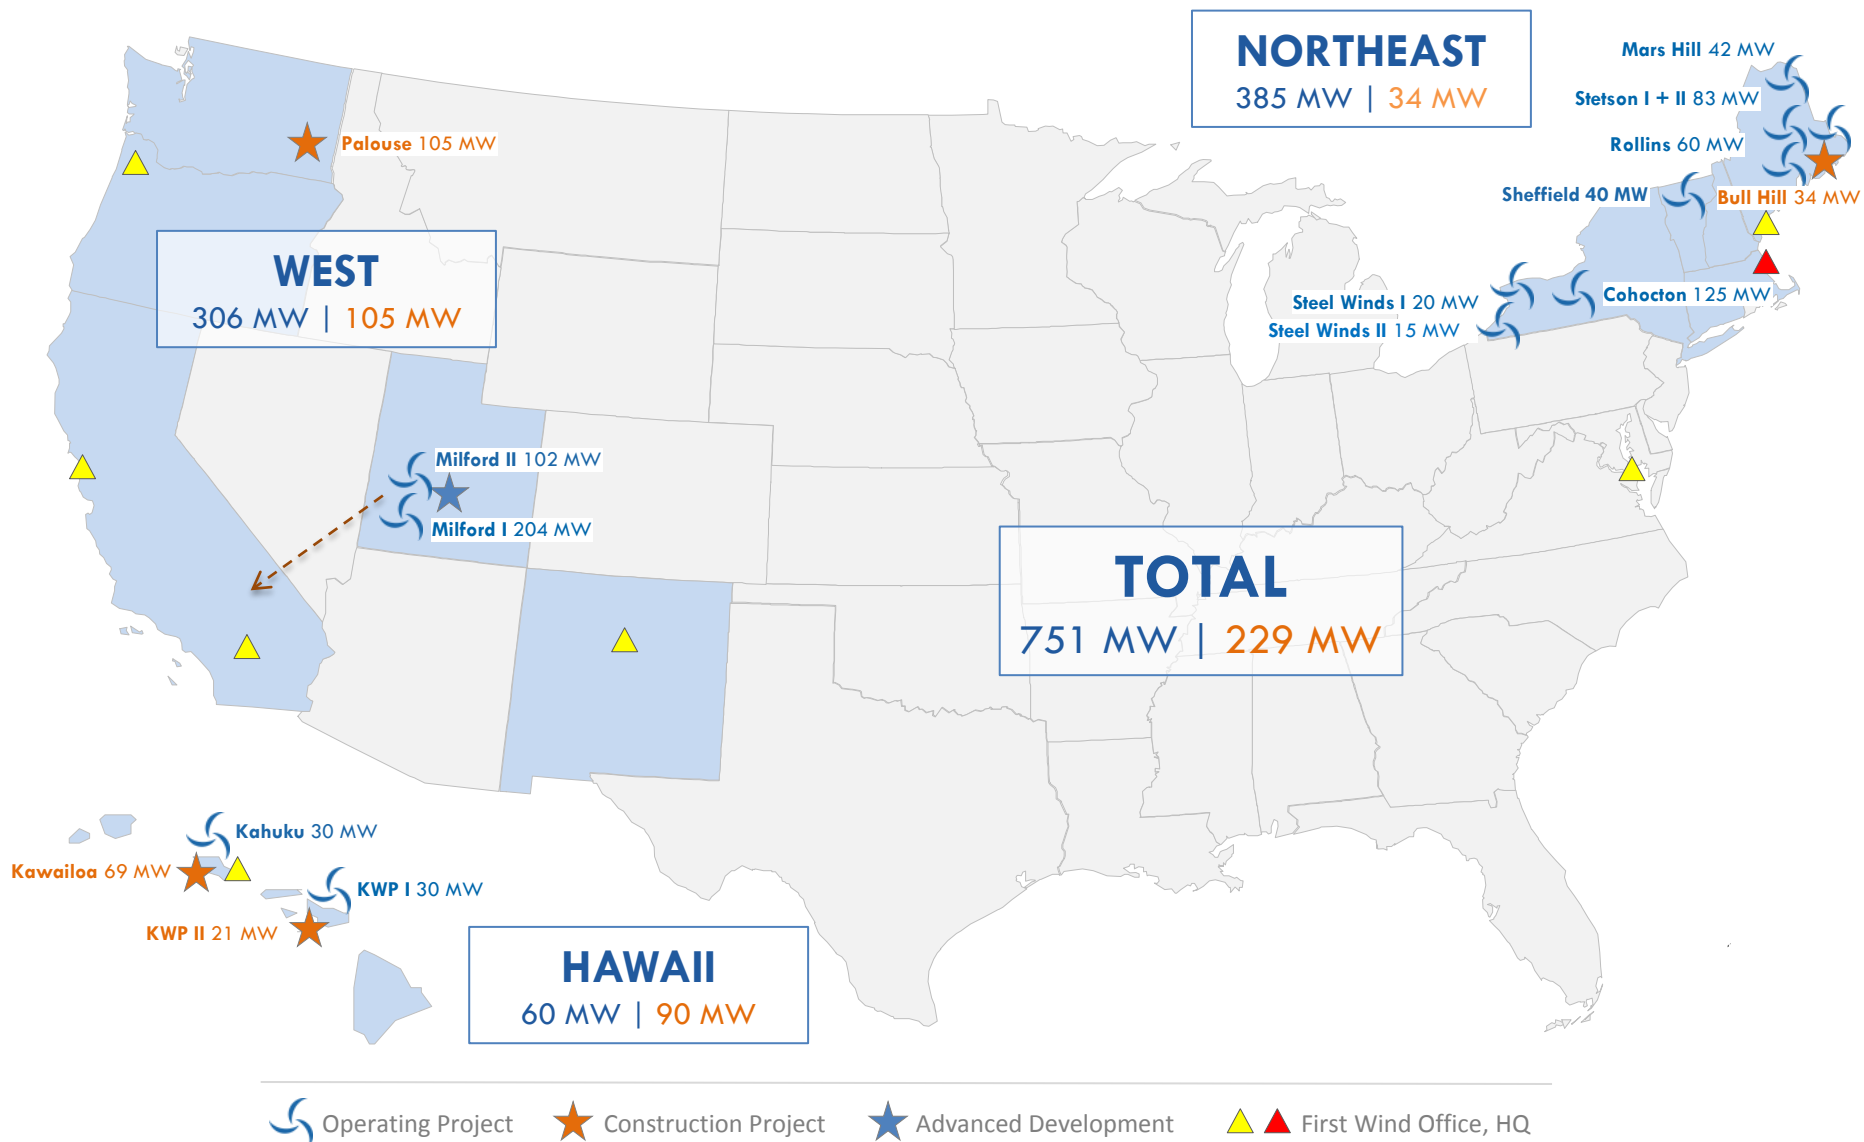 NORTHEAST
385 MW | 34 MW
Mars Hill 42 MW
Stetson I + II 83 MW
Rollins 60 MW
Sheffield 40 MW
Bull Hill 34 MW
Cohocton 125 MW
Steel Winds I 20 MW
Steel Winds II 15 MW
Palouse 105 MW
WEST
306 MW | 105 MW
Milford II 102 MW
Milford I 204 MW
TOTAL
751 MW | 229 MW
Kahuku 30 MW
Kawailoa 69 MW
KWP I 30 MW
KWP II 21 MW
HAWAII
60 MW | 90 MW
Operating Project
Construction Project
Advanced Development
First Wind Office, HQ